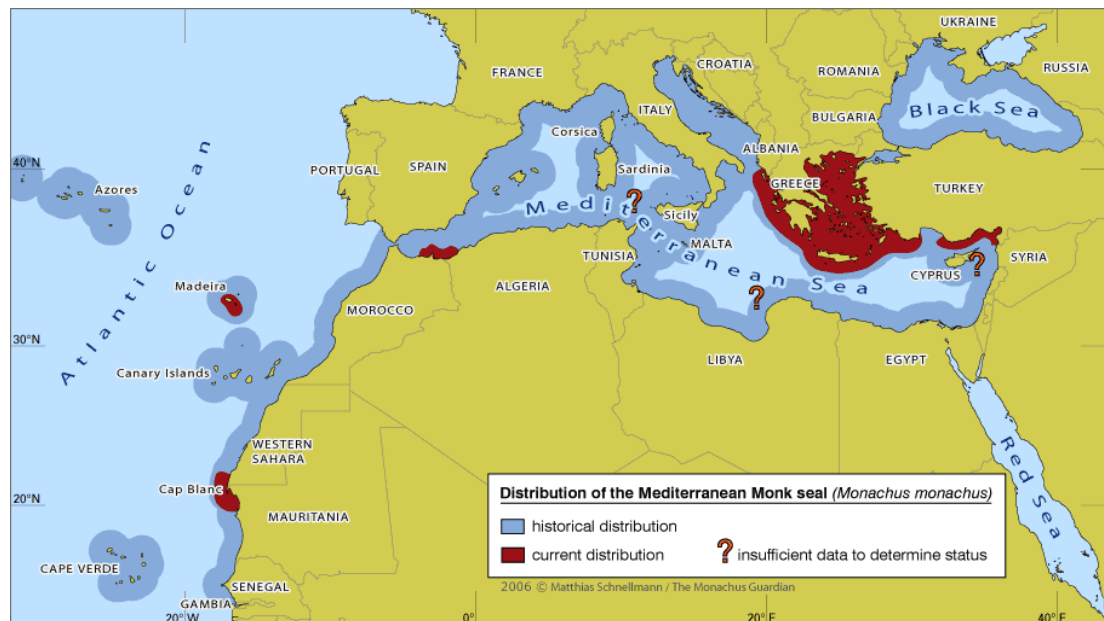 UKRAINE
RUSSIA
CROATIA
FRANCE
ROMANIA
ITALY
Black Sea
BULGARIA
Corsica
ALBANIA
40°N
PORTUGAL
SPAIN
Sardinia
GREECE
TURKEY
Azores
?
Mediterranean Sea
Sicily
MALTA
TUNISIA
SYRIA
CYPRUS
?
Atlantic Ocean
Madeira
ALGERIA
?
MOROCCO
30°N
LIBYA
EGYPT
Canary Islands
Red Sea
WESTERN
SAHARA
Cap Blanc
20°N
MAURITANIA
Distribution of the Mediterranean Monk seal (Monachus monachus)
historical distribution
current distribution
? insufficient data to determine status
CAPE VERDE
SENEGAL
2006 © Matthias Schnellmann / The Monachus Guardian
GAMBIA
20°W
0°
20°E
40°E